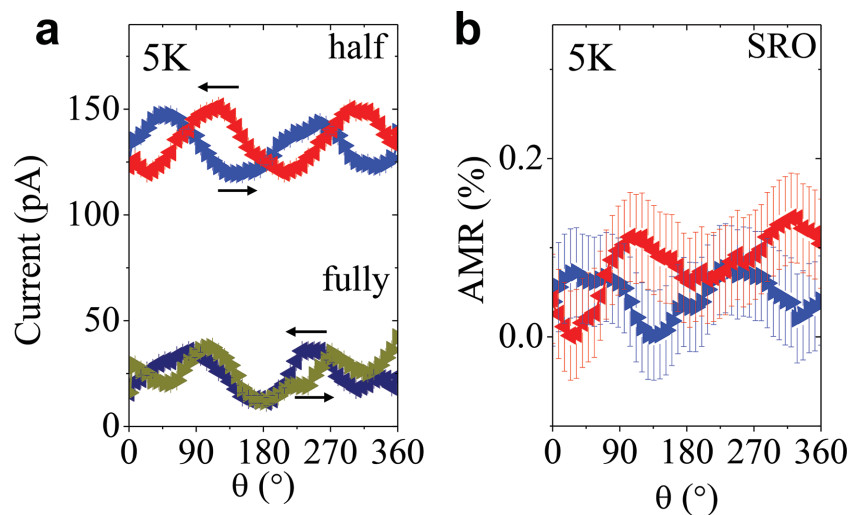 a
5K
half
150
100
50
0
fully
Current (pA)
0 90 180 270 360
θ (°)
b
5K
SRO
0.2
0.0
AMR (%)
0 90 180 270 360
θ (°)